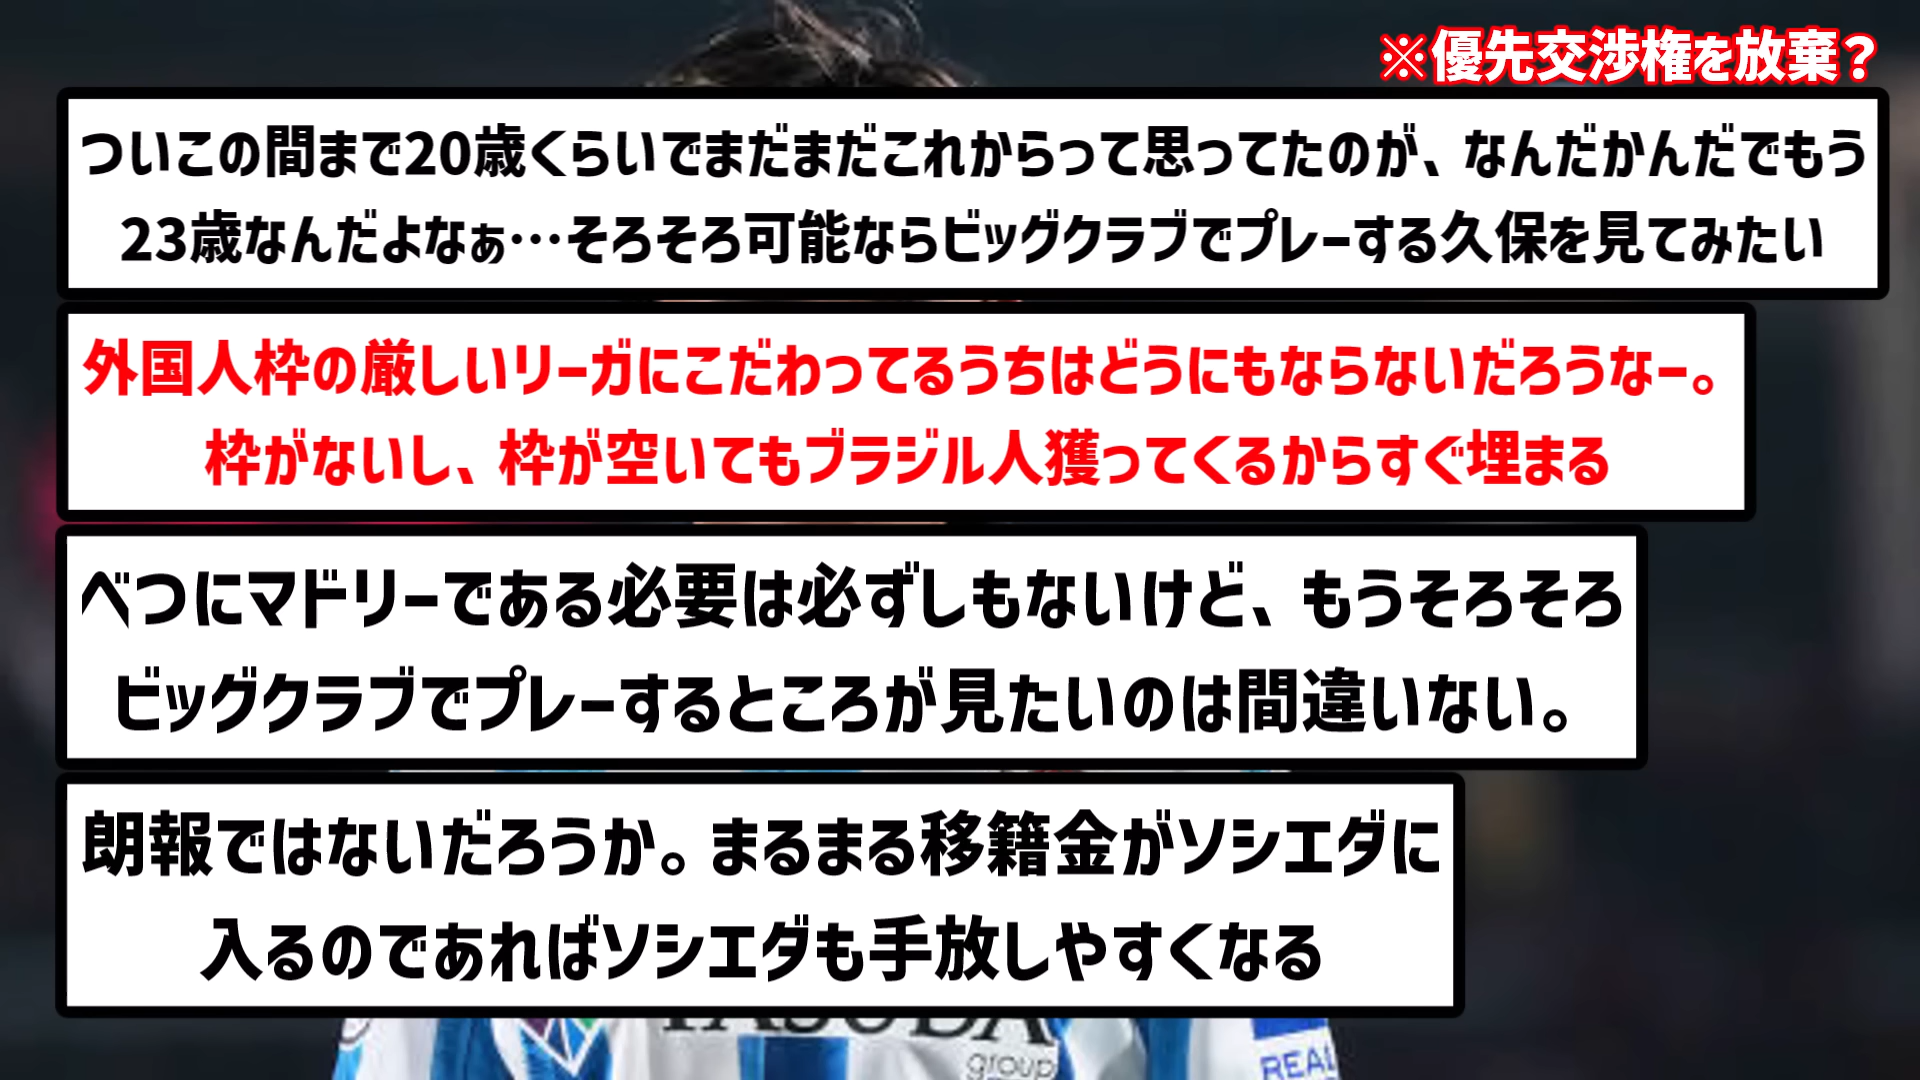 ※優先交渉権を放棄？
ついこの間まで20歳くらいでまだまだこれからって思ってたのが、なんだかんだでもう
23歳なんだよなぁ…そろそろ可能ならビッグクラブでプレーする久保を見てみたい
外国人枠の厳しいリーガにこだわってるうちはどうにもならないだろうなー。
枠がないし、枠が空いてもブラジル人獲ってくるからすぐ埋まる
べつにマドリーである必要は必ずしもないけど、もうそろそろ
ビッグクラブでプレーするところが見たいのは間違いない。
朗報ではないだろうか。まるまる移籍金がソシエダに
入るのであればソシエダも手放しやすくなる
YASUDA
group
REAL